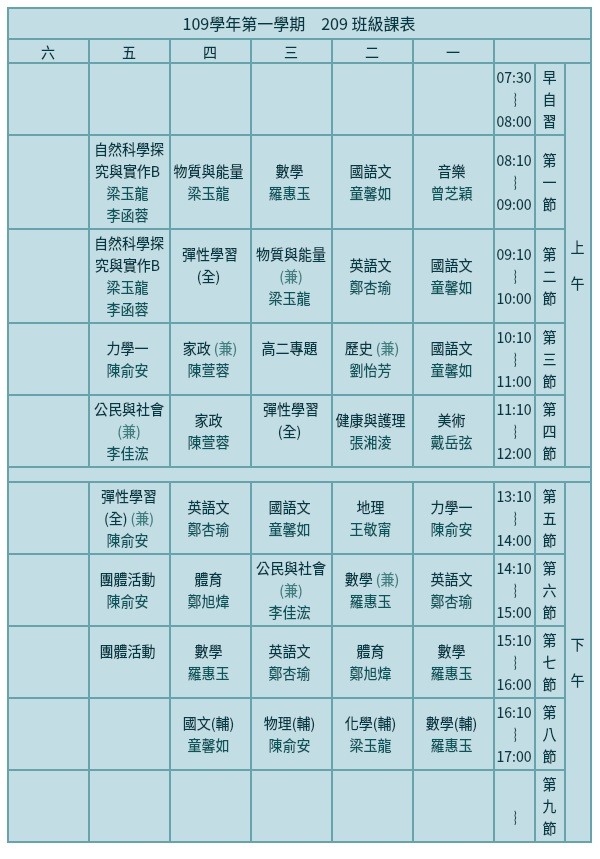 109學年第一學期 209 班級課表
六 五 四 三 二 一
07:30
~
08:00
早
自
習
上
午
自然科學探
究與實作B
梁玉龍
李函蓉
物質與能量
梁玉龍
數學
羅惠玉
國語文
童馨如
音樂
曾芝穎
08:10
~
09:00
第
一
節
自然科學探
究與實作B
梁玉龍
李函蓉
彈性學習
(全)
物質與能量
(兼)
梁玉龍
英語文
鄭杏瑜
國語文
童馨如
09:10
~
10:00
第
二
節
力學一
陳俞安
家政 (兼)
陳萱蓉
高二專題
歷史 (兼)
劉怡芳
國語文
童馨如
10:10
~
11:00
第
三
節
公民與社會
(兼)
李佳浤
家政
陳萱蓉
彈性學習
(全)
健康與護理
張湘淩
美術
戴岳弦
11:10
~
12:00
第
四
節
彈性學習
(全) (兼)
陳俞安
英語文
鄭杏瑜
國語文
童馨如
地理
王敬甯
力學一
陳俞安
13:10
~
14:00
第
五
節
下
午
團體活動
陳俞安
體育
鄭旭煒
公民與社會
(兼)
李佳浤
數學 (兼)
羅惠玉
英語文
鄭杏瑜
14:10
~
15:00
第
六
節
團體活動
數學
羅惠玉
英語文
鄭杏瑜
體育
鄭旭煒
數學
羅惠玉
15:10
~
16:00
第
七
節
國文(輔)
童馨如
物理(輔)
陳俞安
化學(輔)
梁玉龍
數學(輔)
羅惠玉
16:10
~
17:00
第
八
節
~
第
九
節